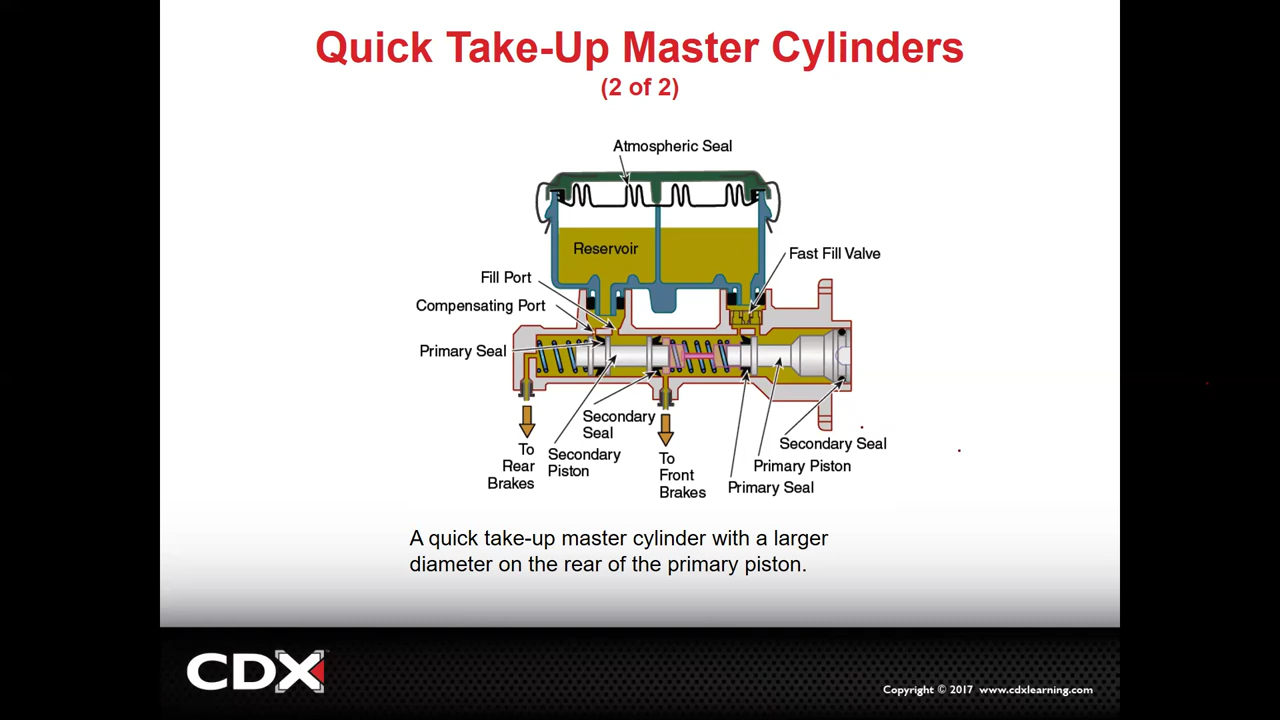 Quick Take-Up Master Cylinders
(2 of 2)
Atmospheric Seal
Reservoir
Fast Fill Valve
Fill Port
Compensating Port
Primary Seal
Secondary
Seal
Secondary
Piston
To
Rear
Brakes
To
Front
Brakes
Secondary Seal
Primary Piston
Primary Seal
A quick take-up master cylinder with a larger
diameter on the rear of the primary piston.
CDX
Copyright © 2017 www.cdxlearning.com